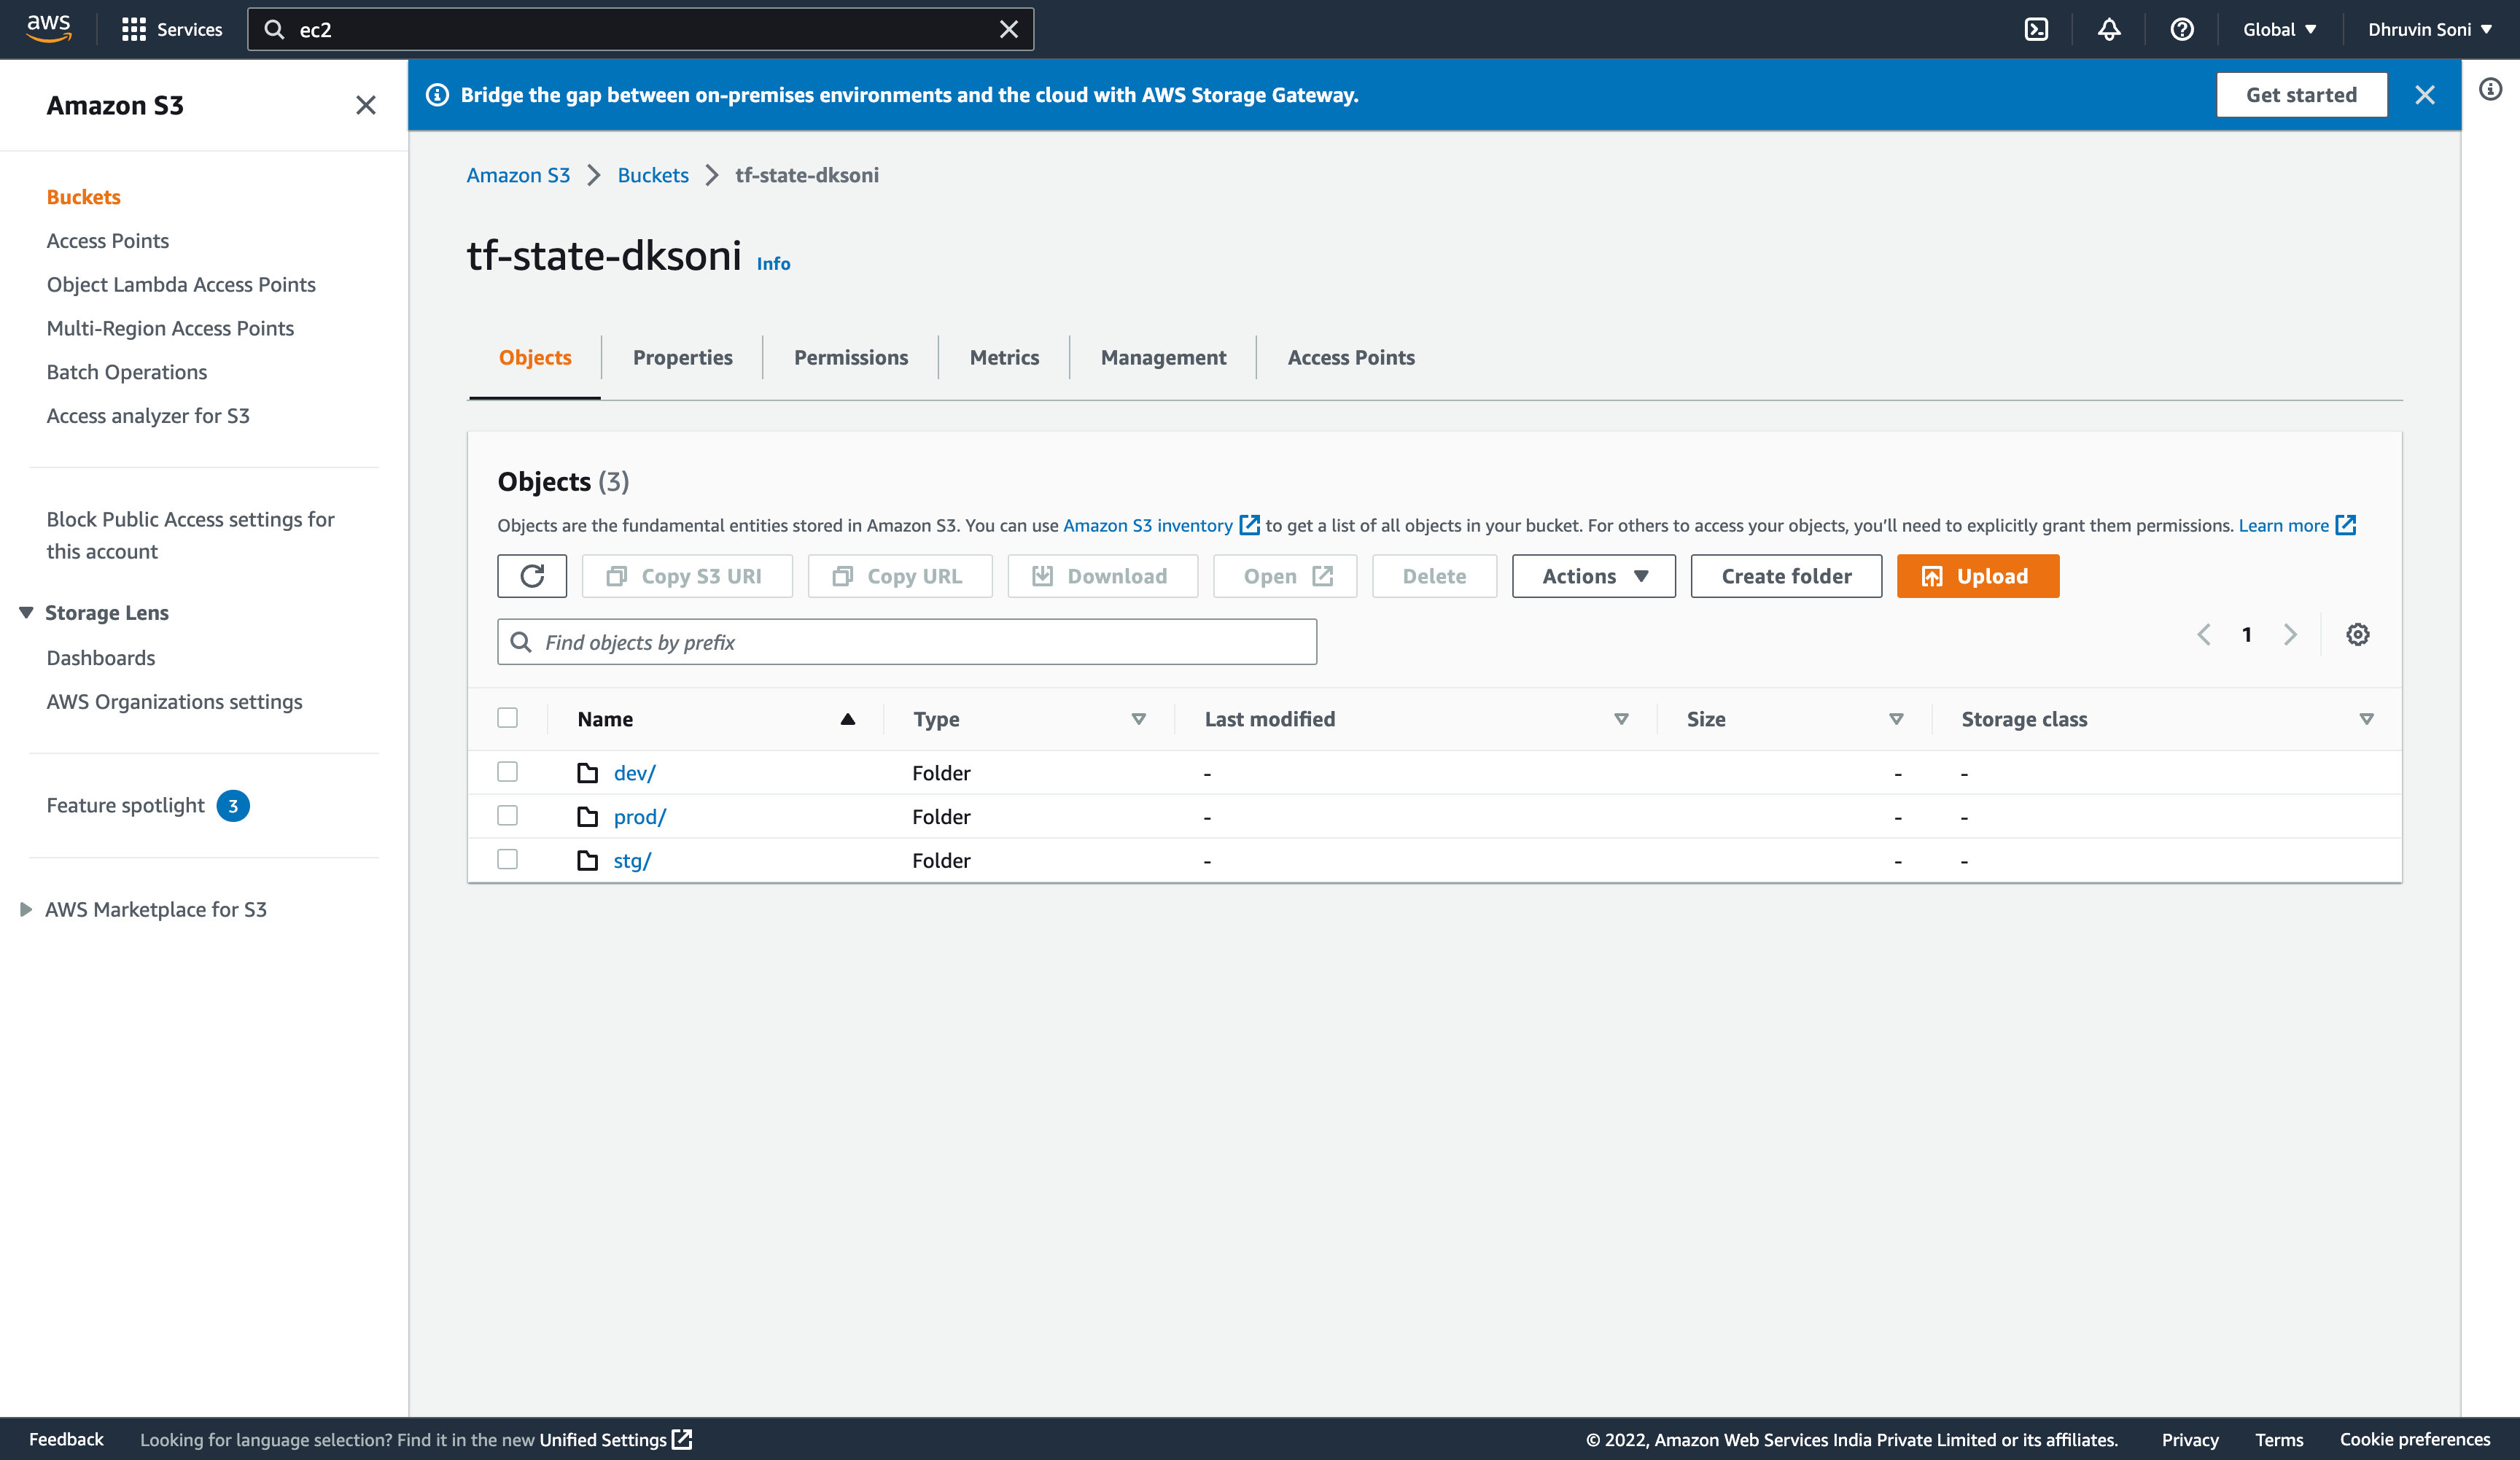 aws
Services
ec2
Global
Dhruvin Soni
Amazon S3
Buckets
Access Points
Object Lambda Access Points
Multi-Region Access Points
Batch Operations
Access analyzer for S3
Block Public Access settings for
this account
Storage Lens
Dashboards
AWS Organizations settings
Feature spotlight 3
AWS Marketplace for S3
Bridge the gap between on-premises environments and the cloud with AWS Storage Gateway.
Get started
Amazon S3 Buckets tf-state-dksoni
tf-state-dksoni Info
Objects Properties Permissions Metrics Management Access Points
Objects (3)
Objects are the fundamental entities stored in Amazon S3. You can use Amazon S3 inventory to get a list of all objects in your bucket. For others to access your objects, you’ll need to explicitly grant them permissions. Learn more
Copy S3 URI Copy URL Download Open Delete Actions Create folder Upload
Find objects by prefix
1
Name Type Last modified Size Storage class
dev/ Folder - - -
prod/ Folder - - -
stg/ Folder - - -
Feedback Looking for language selection? Find it in the new Unified Settings
© 2022, Amazon Web Services India Private Limited or its affiliates. Privacy Terms Cookie preferences